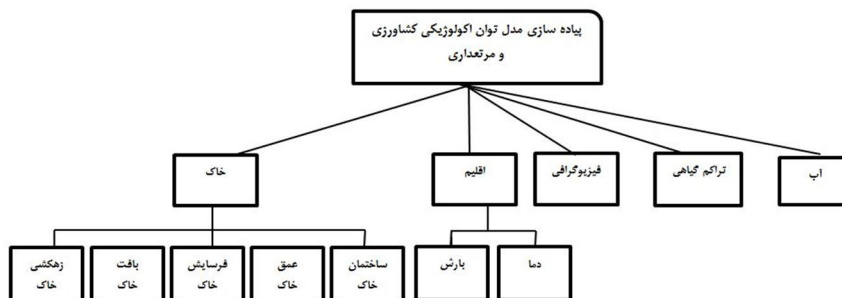 پیاده سازی مدل توان اکولوژیکی کشاورزی
و مرتعداری
آب
تراکم گیاهی
فیزیوگرافی
اقلیم
خاک
دما
بارش
ساختمان
خاک
عمق
خاک
فرسایش
خاک
بافت
خاک
زهکشی
خاک